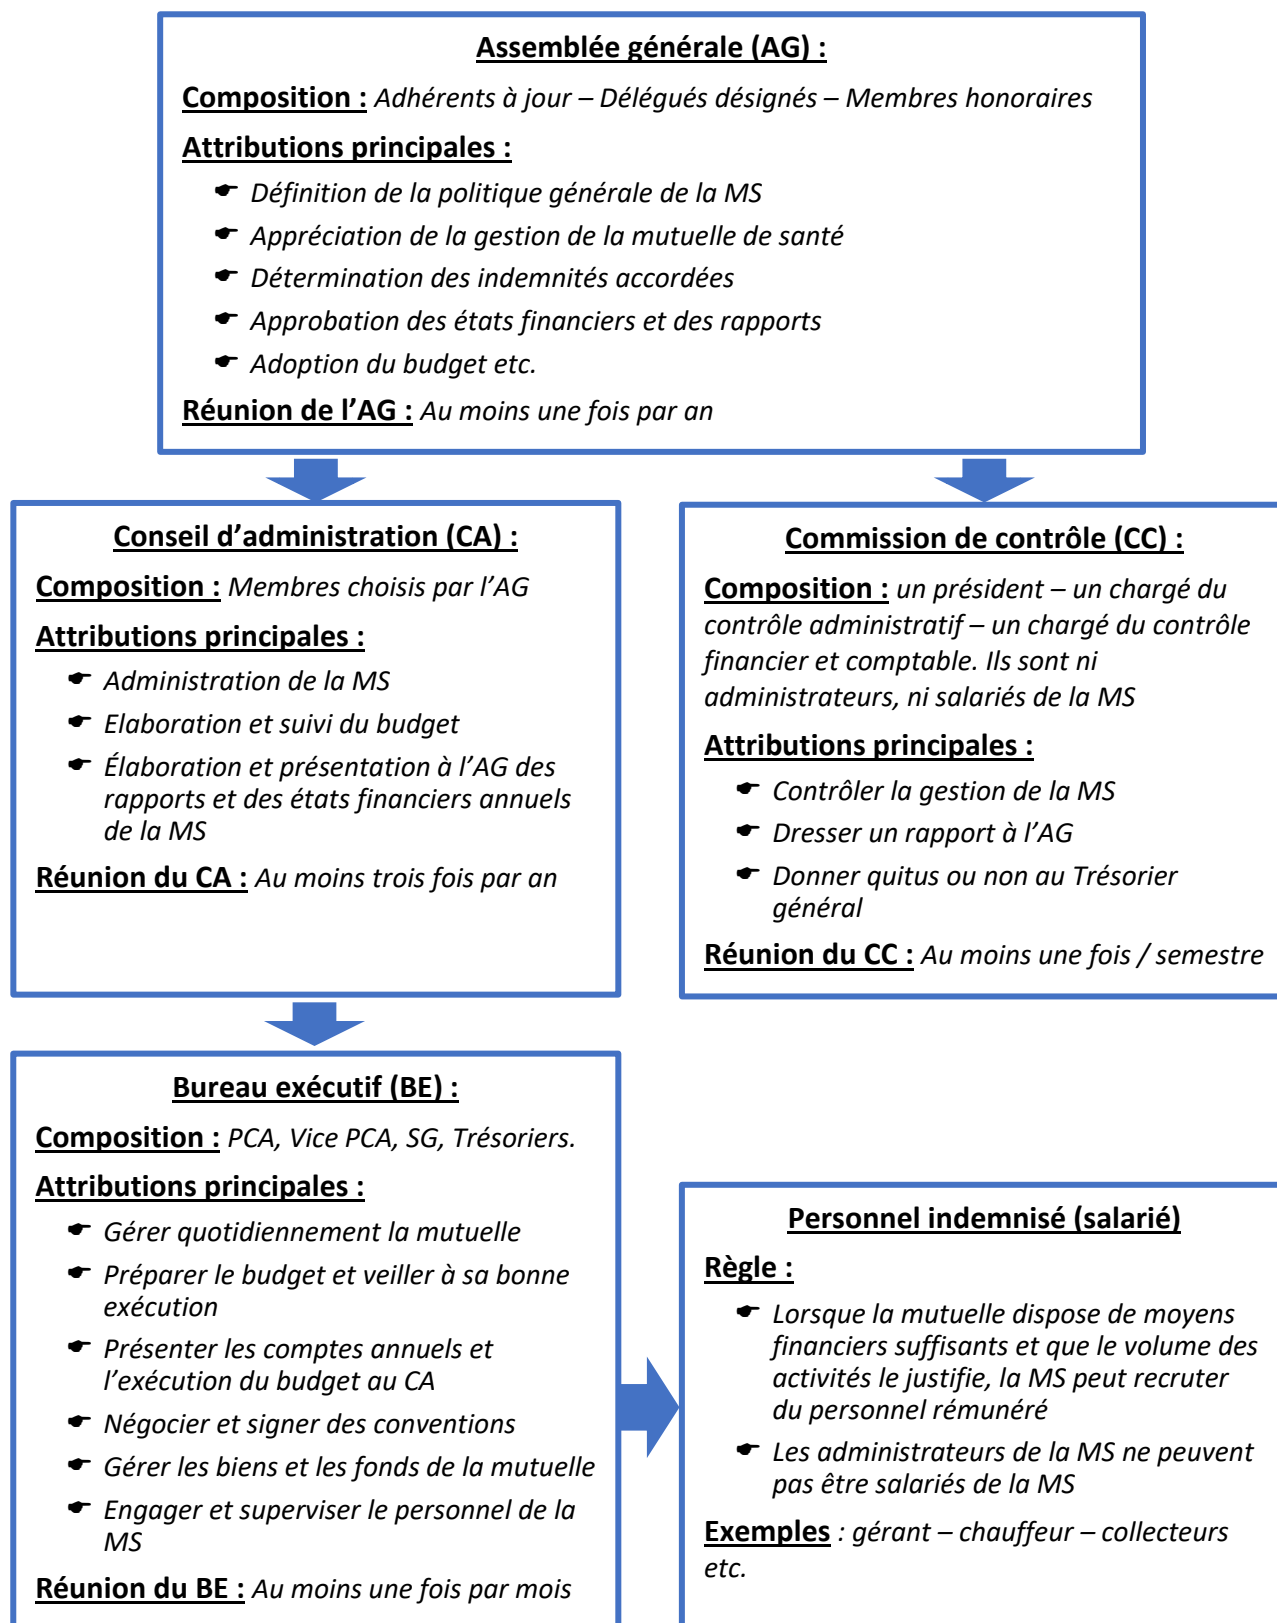 Assemblée générale (AG) :
Composition : Adhérents à jour – Délégués désignés – Membres honoraires
Attributions principales :
Définition de la politique générale de la MS
Appréciation de la gestion de la mutuelle de santé
Détermination des indemnités accordées
Approbation des états financiers et des rapports
Adoption du budget etc.
Réunion de l’AG : Au moins une fois par an
Conseil d’administration (CA) :
Composition : Membres choisis par l’AG
Attributions principales :
Administration de la MS
Elaboration et suivi du budget
Élaboration et présentation à l’AG des
rapports et des états financiers annuels
de la MS
Réunion du CA : Au moins trois fois par an
Commission de contrôle (CC) :
Composition : un président – un chargé du
contrôle administratif – un chargé du contrôle
financier et comptable. Ils sont ni
administrateurs, ni salariés de la MS
Attributions principales :
Contrôler la gestion de la MS
Dresser un rapport à l’AG
Donner quitus ou non au Trésorier
général
Réunion du CC : Au moins une fois / semestre
Bureau exécutif (BE) :
Composition : PCA, Vice PCA, SG, Trésoriers.
Attributions principales :
Gérer quotidiennement la mutuelle
Préparer le budget et veiller à sa bonne
exécution
Présenter les comptes annuels et
l’exécution du budget au CA
Négocier et signer des conventions
Gérer les biens et les fonds de la mutuelle
Engager et superviser le personnel de la
MS
Réunion du BE : Au moins une fois par mois
Personnel indemnisé (salarié)
Règle :
Lorsque la mutuelle dispose de moyens
financiers suffisants et que le volume des
activités le justifie, la MS peut recruter
du personnel rémunéré
Les administrateurs de la MS ne peuvent
pas être salariés de la MS
Exemples : gérant – chauffeur – collecteurs
etc.